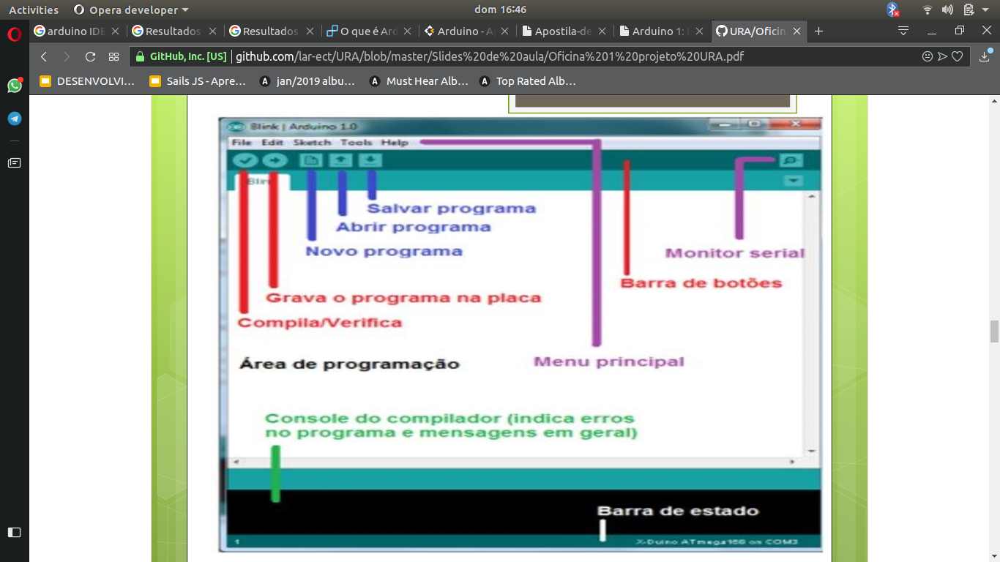 Activities
Opera developer
dom 16:46
arduino IDE
Resultados
Resultados
O que é Ard
Arduino - A
Apostila-de
Arduino 1:
URA/Oficin
GitHub, Inc. [US]
github.com/lar-ect/URA/blob/master/Slides%20de%20aula/Oficina%201%20projeto%20URA.pdf
DESENVOLVI...
Sails JS - Apre...
jan/2019 albu...
Must Hear Alb...
Top Rated Alb...
Blink | Arduino 1.0
File Edit Sketch Tools Help
Salvar programa
Abrir programa
Novo programa
Monitor serial
Barra de botões
Grava o programa na placa
Compila/Verifica
Área de programação
Menu principal
Console do compilador (indica erros
no programa e mensagens em geral)
Barra de estado
1
X-Duino ATmega168 on COM3